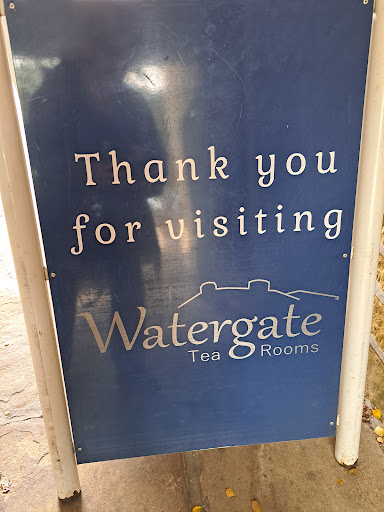 Thank you
for visiting
Watergate
Tea Rooms